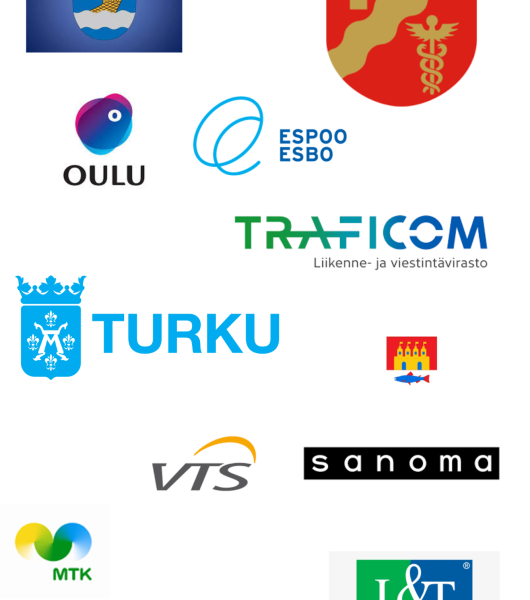 OULU
ESPOO
ESBO
TRAFICOM
Liikenne- ja viestintävirasto
TURKU
VTS
sanoma
MTK
L&T®